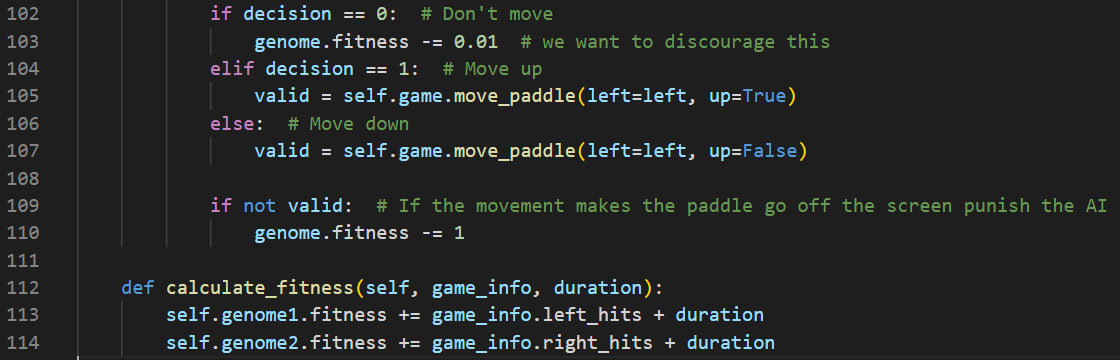 102 if decision == 0:  # Don't move
103 genome.fitness -= 0.01  # we want to discourage this
104 elif decision == 1:  # Move up
105 valid = self.game.move_paddle(left=left, up=True)
106 else:  # Move down
107 valid = self.game.move_paddle(left=left, up=False)
108
109 if not valid:  # If the movement makes the paddle go off the screen punish the AI
110 genome.fitness -= 1
111
112 def calculate_fitness(self, game_info, duration):
113 self.genome1.fitness += game_info.left_hits + duration
114 self.genome2.fitness += game_info.right_hits + duration